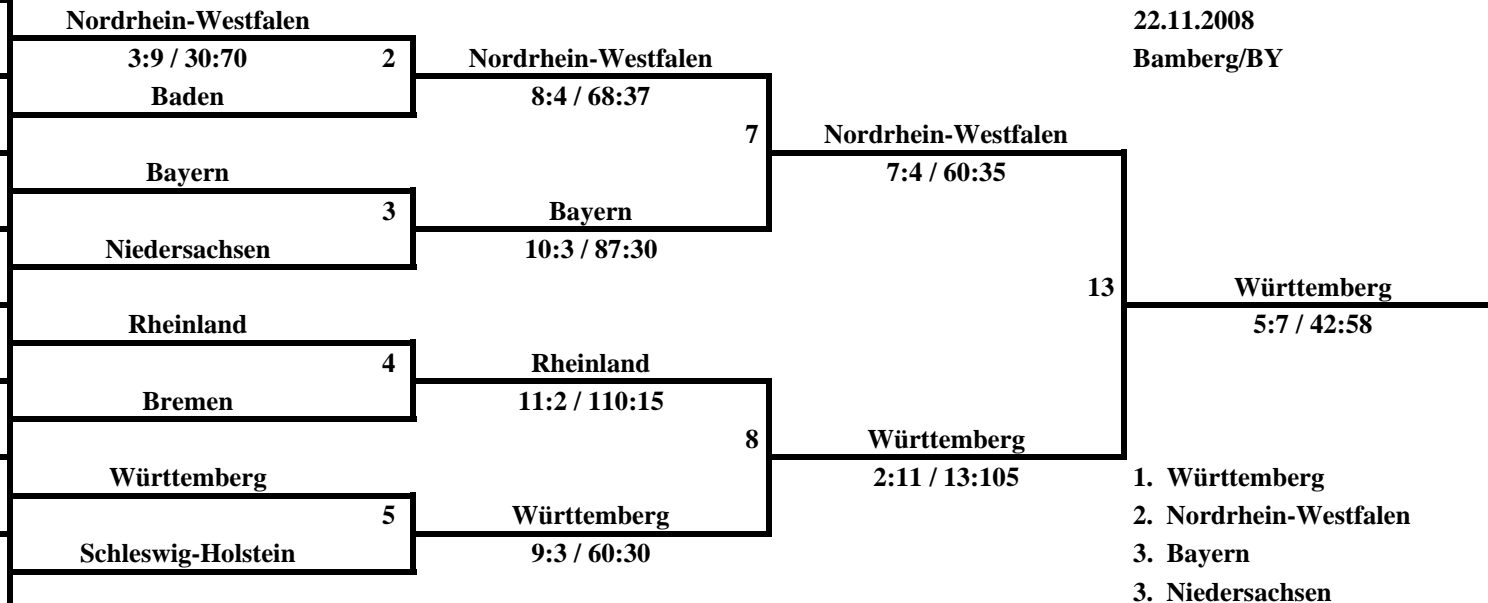 Nordrhein-Westfalen
22.11.2008
3:9 / 30:70
2
Nordrhein-Westfalen
Bamberg/BY
Baden
8:4 / 68:37
7
Nordrhein-Westfalen
Bayern
7:4 / 60:35
3
Bayern
Niedersachsen
10:3 / 87:30
13
Württemberg
Rheinland
5:7 / 42:58
4
Rheinland
Bremen
11:2 / 110:15
8
Württemberg
Württemberg
2:11 / 13:105
1. Württemberg
5
Württemberg
2. Nordrhein-Westfalen
Schleswig-Holstein
9:3 / 60:30
3. Bayern
3. Niedersachsen